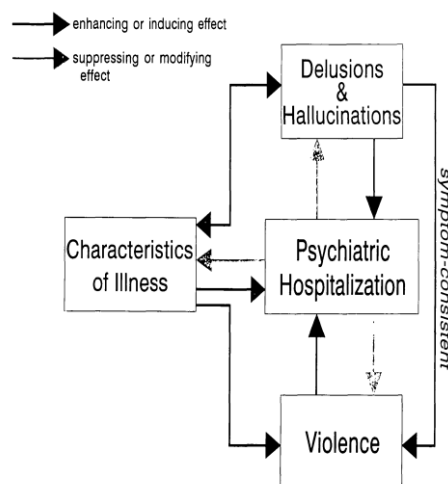 enhancing or inducing effect
suppressing or modifying
effect
Delusions
&
Hallucinations
symptom-consistent
Characteristics
of Illness
Psychiatric
Hospitalization
Violence